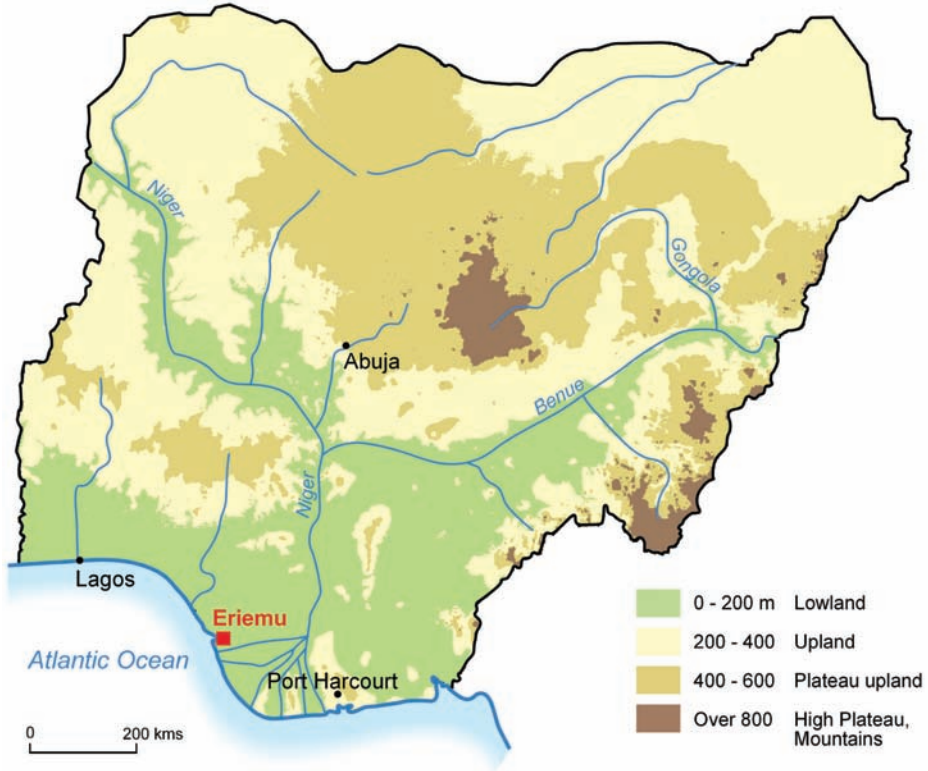 Niger
Gongola
Abuja
Benue
Niger
Lagos
Eriemu
Atlantic Ocean
Port Harcourt
0 200 kms
0 - 200 m Lowland
200 - 400 Upland
400 - 600 Plateau upland
Over 800 High Plateau,
Mountains